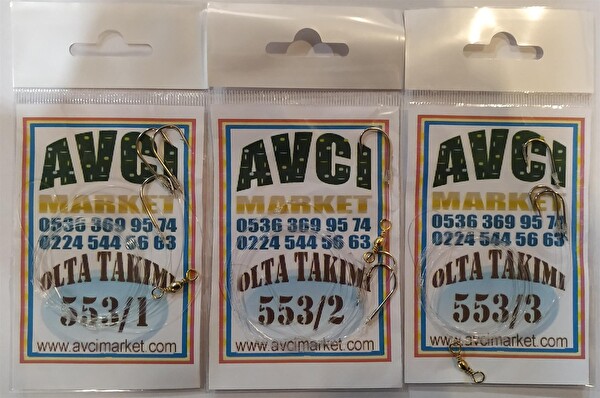 AVCI
MARKET
0536 369 95 74
0224 544 56 63
OLTA TAKIMI
553/1
www.avcimarket.com
AVCI
MARKET
0536 369 95 74
0224 544 56 63
OLTA TAKIMI
553/2
www.avcimarket.com
AVCI
MARKET
0536 369 95 74
0224 544 56 63
OLTA TAKIMI
553/3
www.avcimarket.com